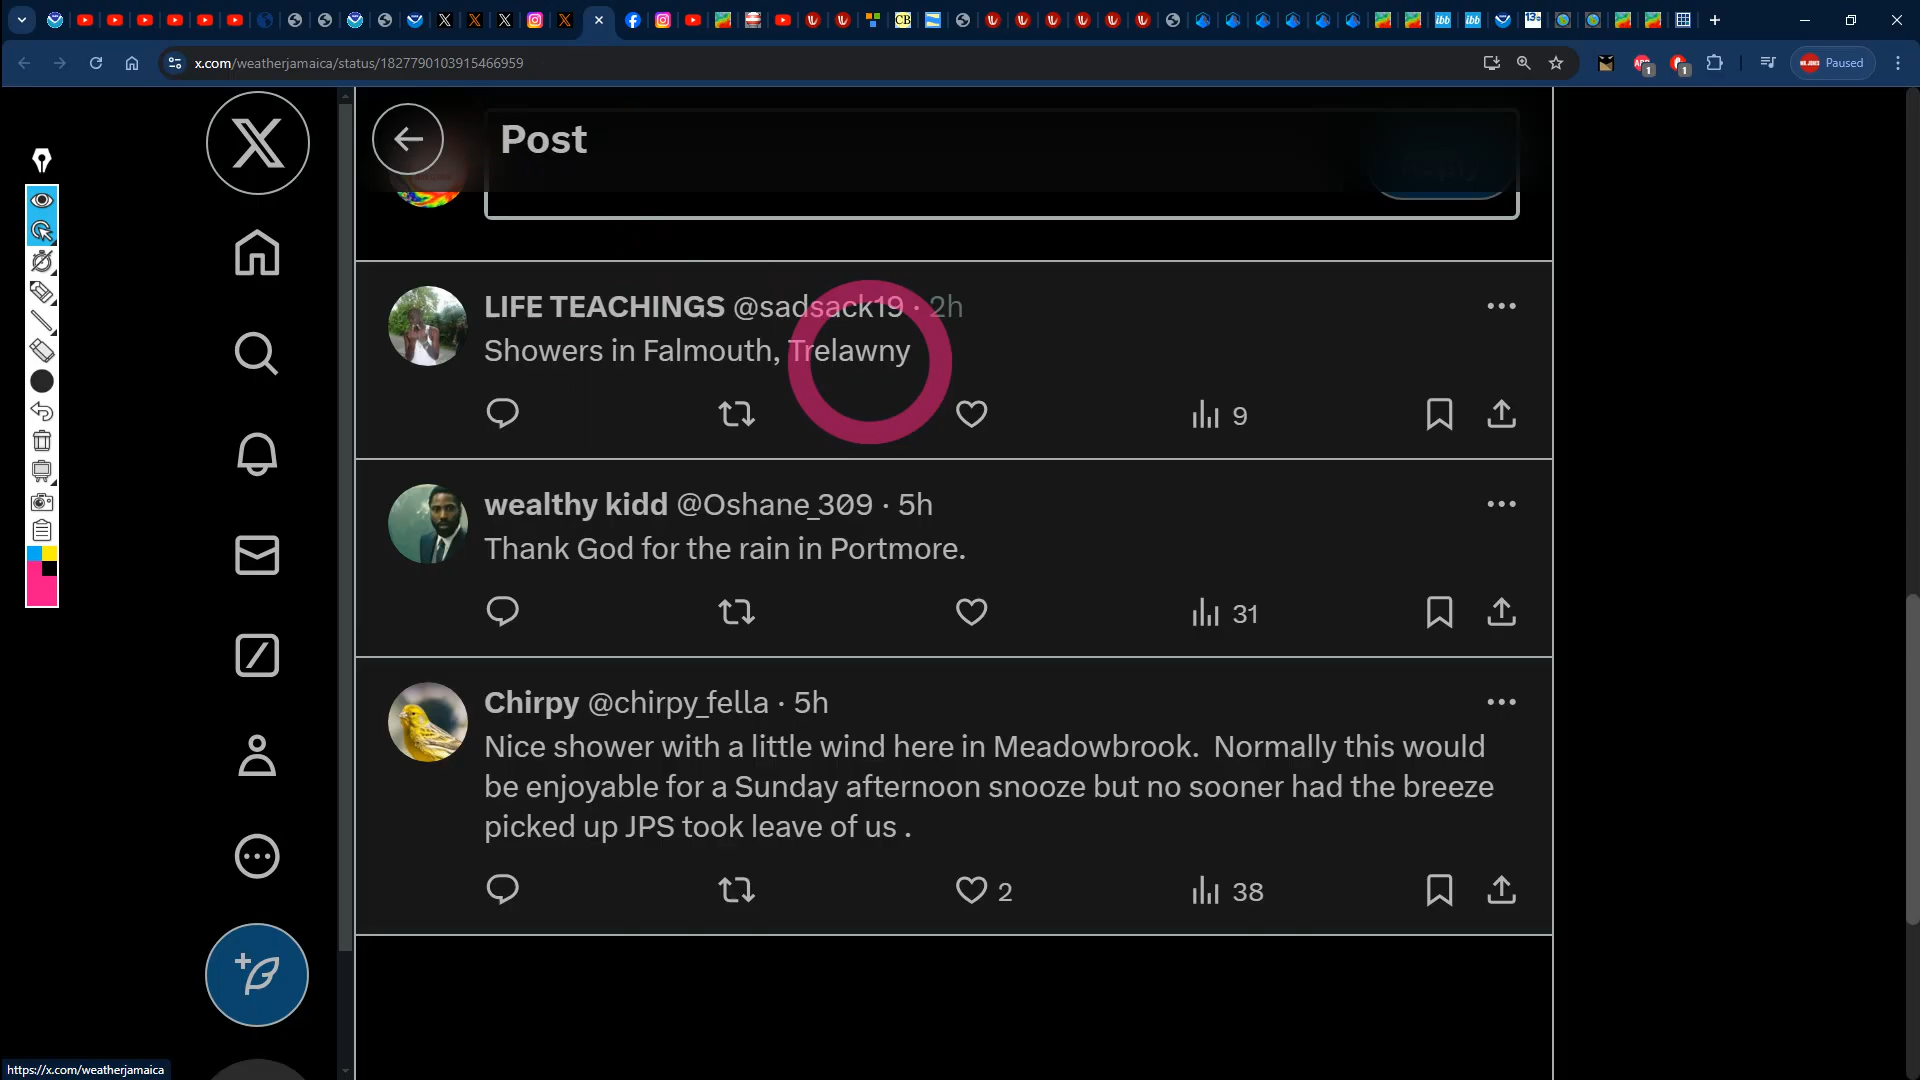 x.com/weatherjamaica/status/1827790103915466959
Paused
Post
Reply
LIFE TEACHINGS @sadsack19 · 2h
Showers in Falmouth, Trelawny
9
wealthy kidd @Oshane_309 · 5h
Thank God for the rain in Portmore.
31
Chirpy @chirpy_fella · 5h
Nice shower with a little wind here in Meadowbrook. Normally this would
be enjoyable for a Sunday afternoon snooze but no sooner had the breeze
picked up JPS took leave of us .
2
38
https://x.com/weatherjamaica